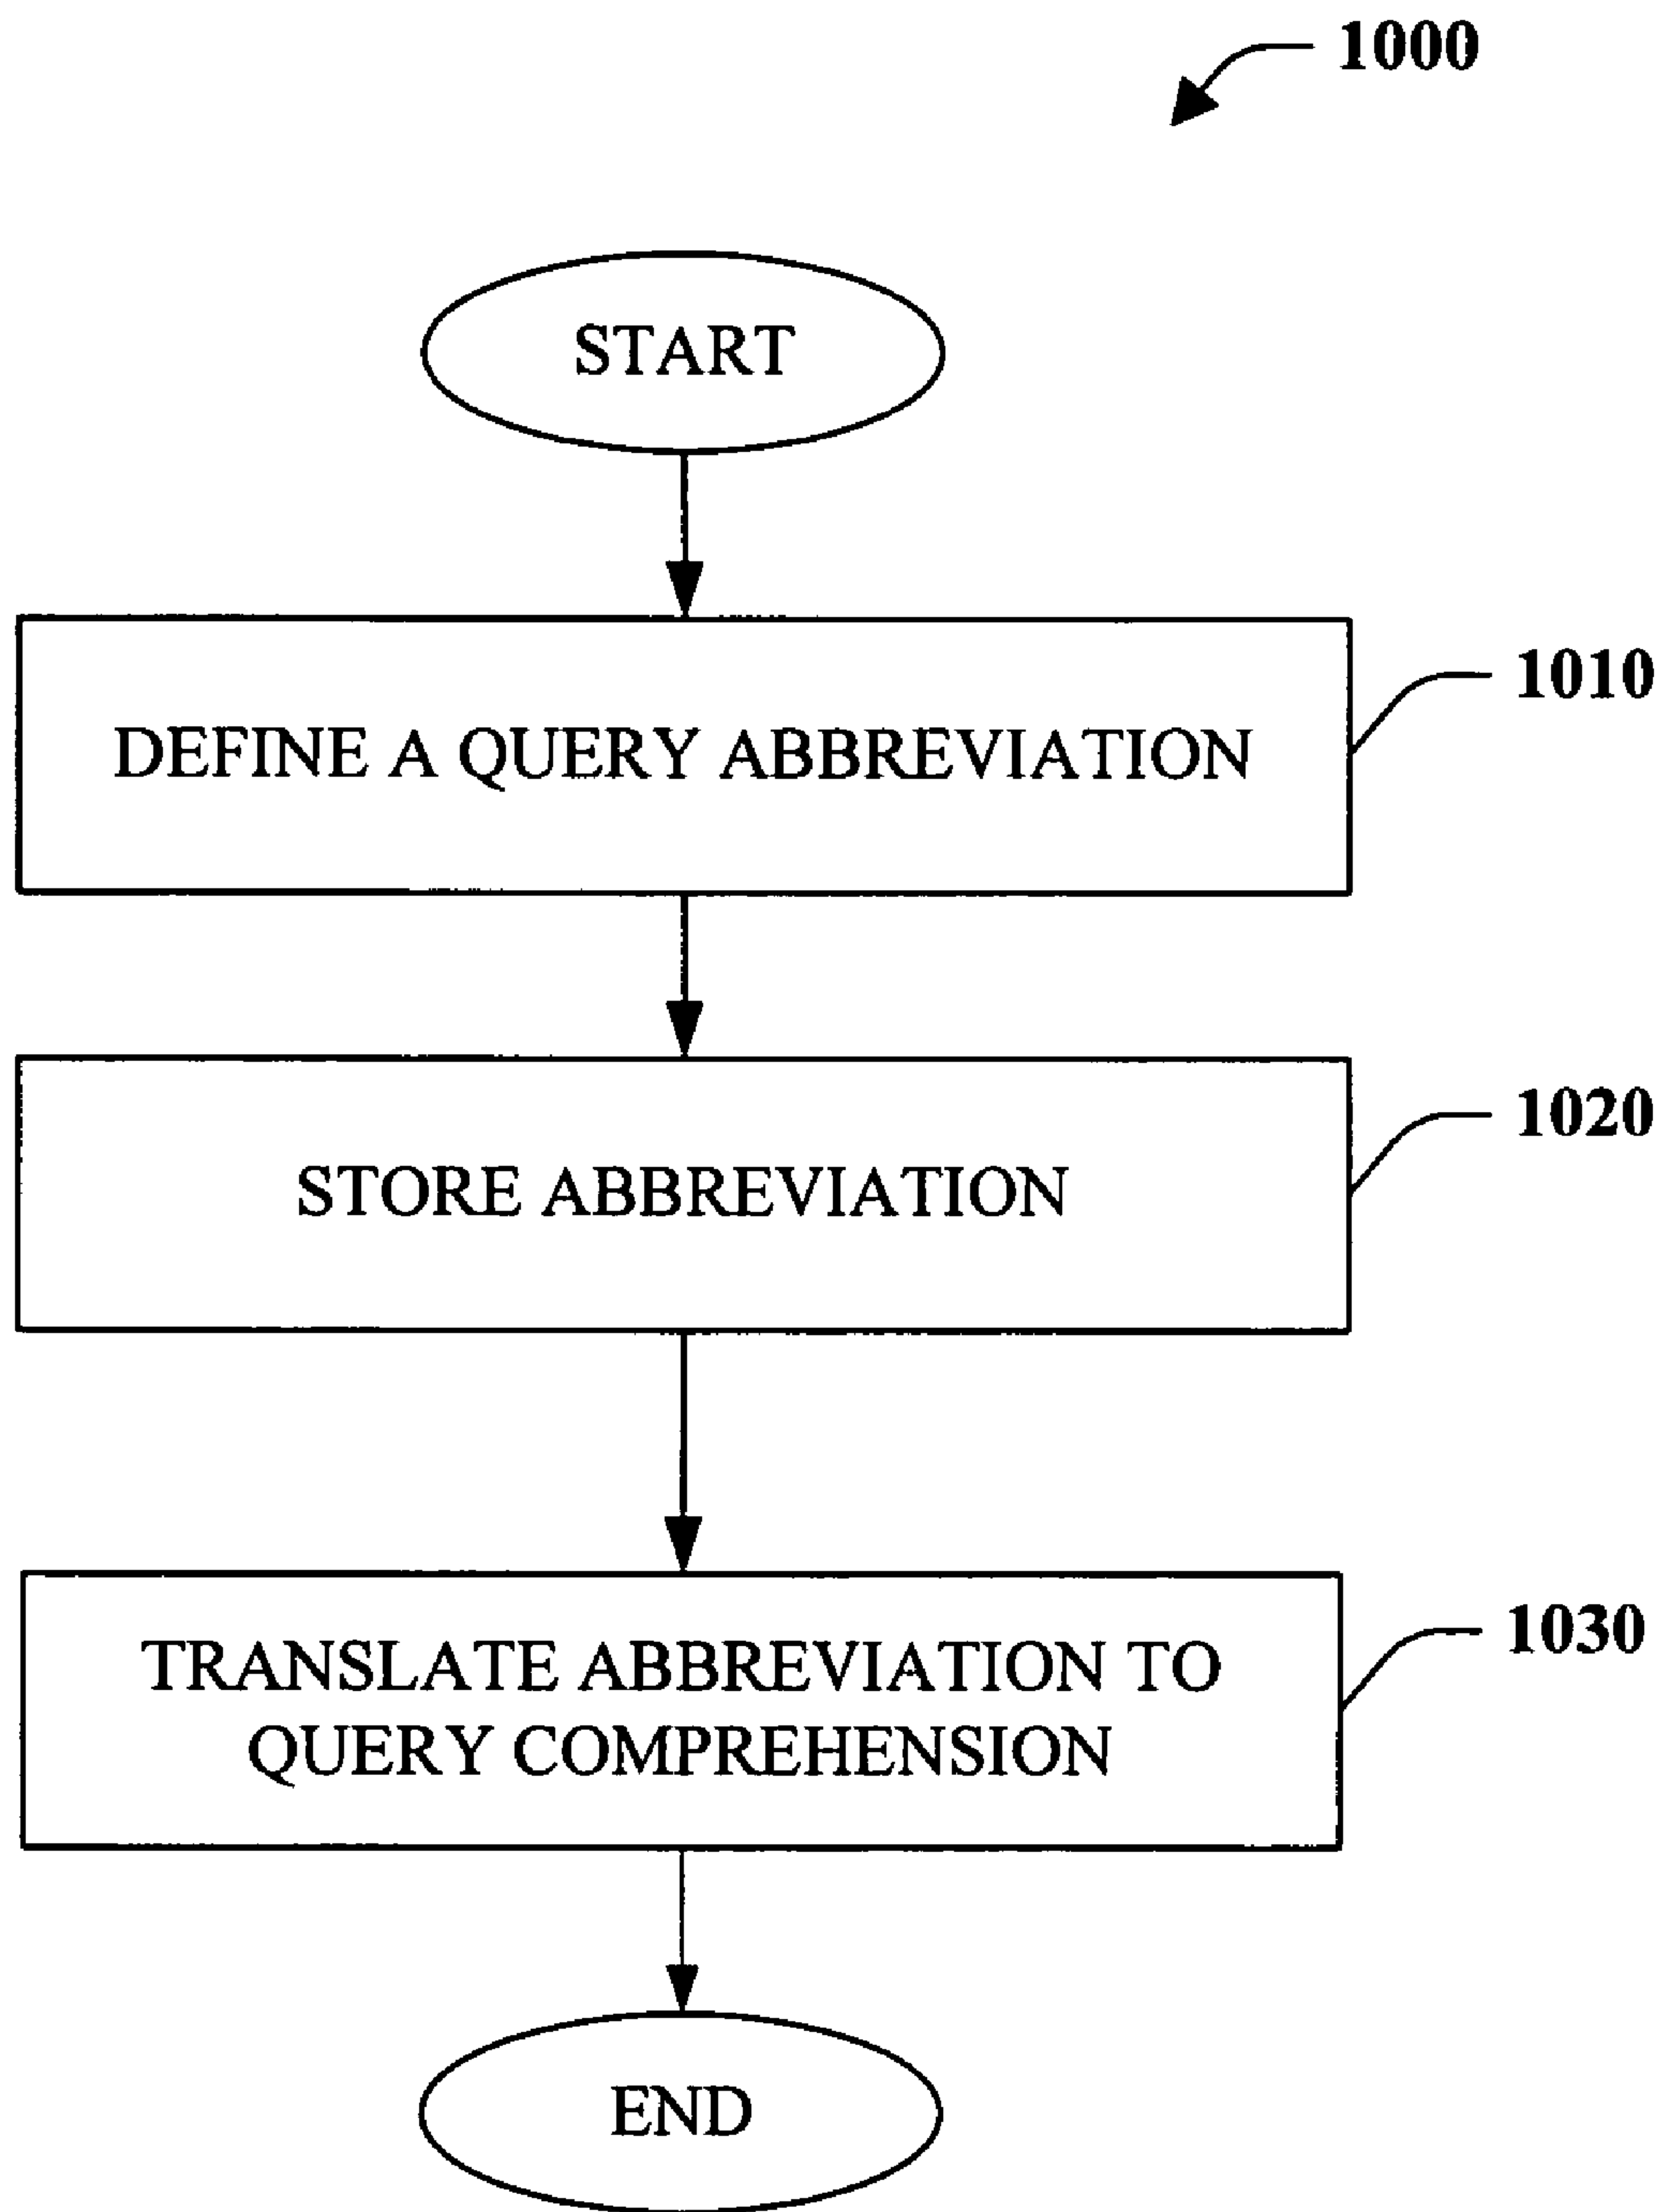 1000
START
DEFINE A QUERY ABBREVIATION
1010
STORE ABBREVIATION
1020
TRANSLATE ABBREVIATION TO
QUERY COMPREHENSION
1030
END